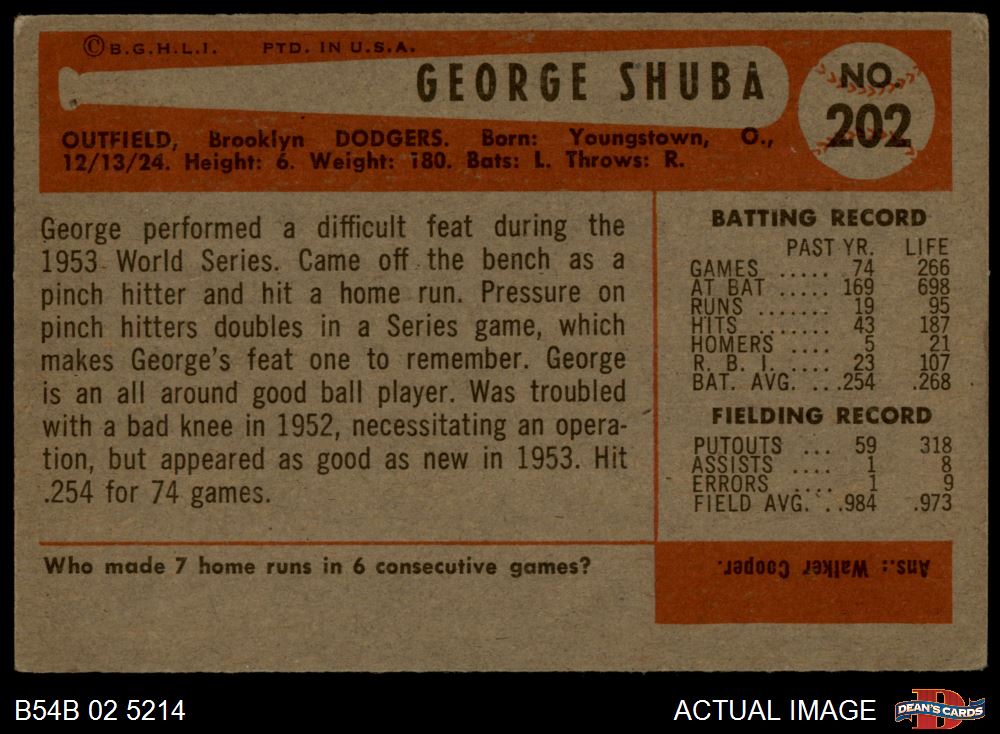 ©B.G.H.L.I. PTD. IN U.S.A.
GEORGE SHUBA
NO.
202
OUTFIELD, Brooklyn DODGERS. Born: Youngstown, O.,
12/13/24. Height: 6. Weight: 180. Bats: L. Throws: R.
George performed a difficult feat during the
1953 World Series. Came off the bench as a
pinch hitter and hit a home run. Pressure on
pinch hitters doubles in a Series game, which
makes George's feat one to remember. George
is an all around good ball player. Was troubled
with a bad knee in 1952, necessitating an opera-
tion, but appeared as good as new in 1953. Hit
.254 for 74 games.
BATTING RECORD
PAST YR. LIFE
GAMES ..... 74 266
AT BAT ..... 169 698
RUNS ....... 19 95
HITS ....... 43 187
HOMERS .... 5 21
R. B. I. .... 23 107
BAT. AVG. ...254 .268
FIELDING RECORD
PUTOUTS ... 59 318
ASSISTS .... 1 8
ERRORS .... 1 9
FIELD AVG. ..984 .973
Who made 7 home runs in 6 consecutive games?
Ans.: Walker Cooper.
B54B 02 5214
ACTUAL IMAGE
DEAN'S CARDS